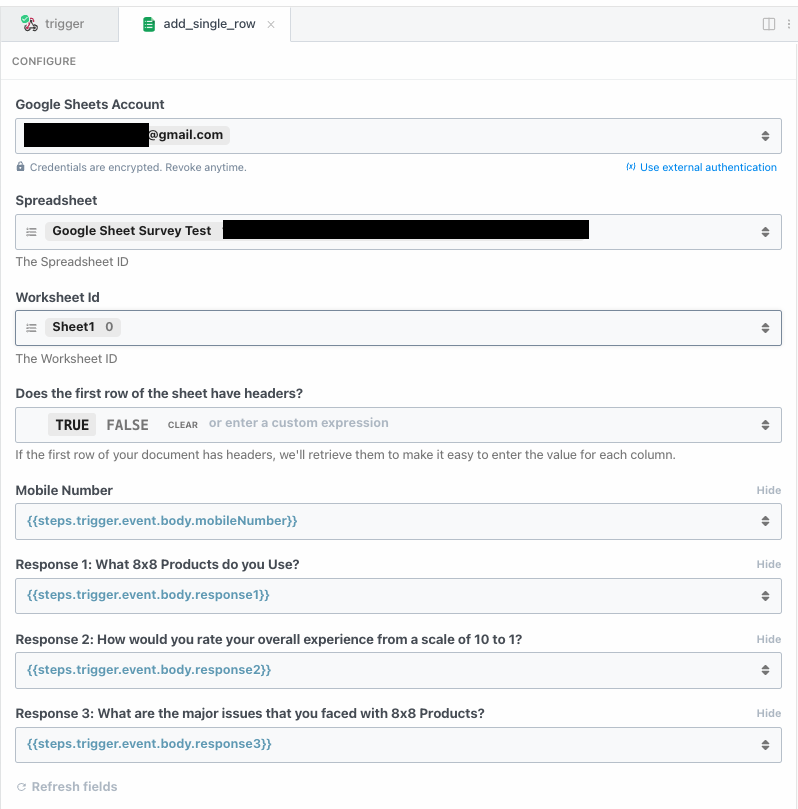 trigger
add_single_row
CONFIGURE
Google Sheets Account
@gmail.com
Credentials are encrypted. Revoke anytime.
(x) Use external authentication
Spreadsheet
Google Sheet Survey Test
The Spreadsheet ID
Worksheet Id
Sheet1 0
The Worksheet ID
Does the first row of the sheet have headers?
TRUE FALSE CLEAR or enter a custom expression
If the first row of your document has headers, we'll retrieve them to make it easy to enter the value for each column.
Mobile Number
Hide
{{steps.trigger.event.body.mobileNumber}}
Response 1: What 8x8 Products do you Use?
Hide
{{steps.trigger.event.body.response1}}
Response 2: How would you rate your overall experience from a scale of 10 to 1?
Hide
{{steps.trigger.event.body.response2}}
Response 3: What are the major issues that you faced with 8x8 Products?
Hide
{{steps.trigger.event.body.response3}}
Refresh fields